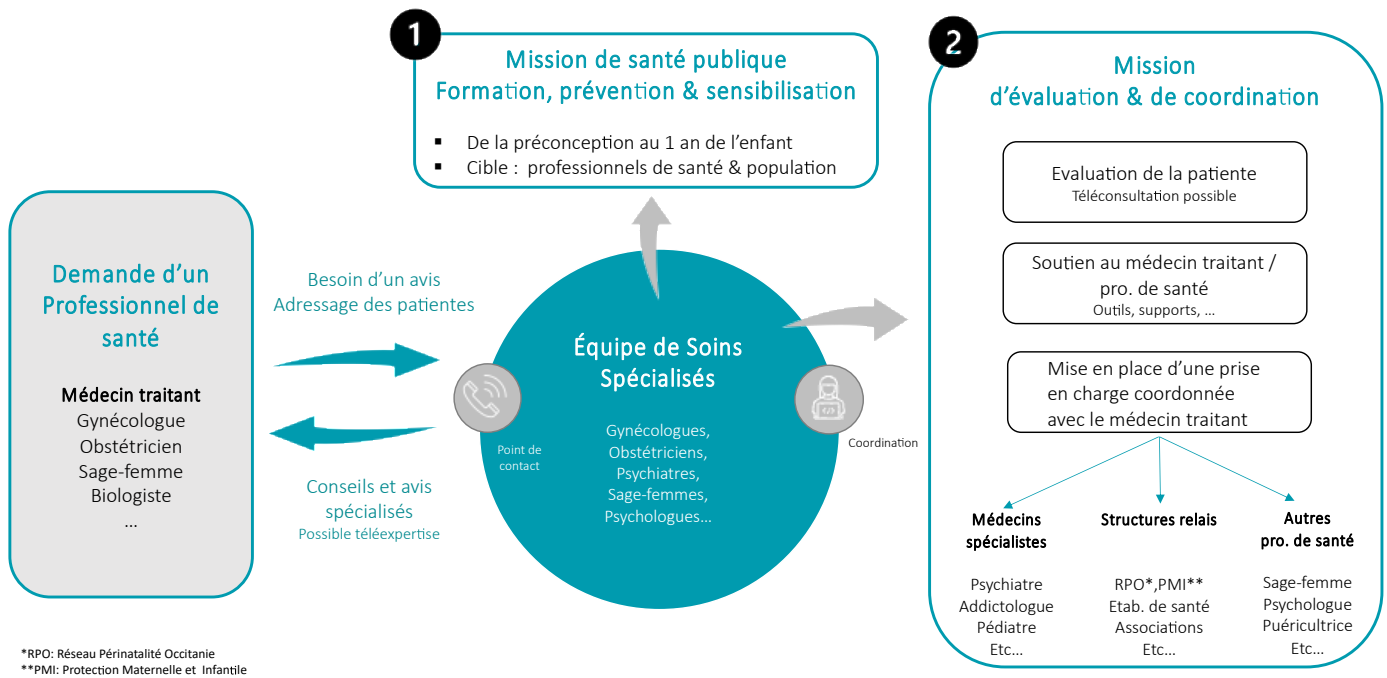 1
Mission de santé publique
Formation, prévention & sensibilisation
▪ De la préconception au 1 an de l’enfant
▪ Cible : professionnels de santé & population
Demande d’un
Professionnel de
santé
Médecin traitant
Gynécologue
Obstétricien
Sage-femme
Biologiste
…
Besoin d’un avis
Adressage des patientes
Conseils et avis
spécialisés
Possible téléexpertise
Point de
contact
Équipe de Soins
Spécialisés
Gynécologues,
Obstétriciens,
Psychiatres,
Sage-femmes,
Psychologues…
</>
Coordination
2
Mission
d’évaluation & de coordination
Evaluation de la patiente
Téléconsultation possible
Soutien au médecin traitant /
pro. de santé
Outils, supports, …
Mise en place d’une prise
en charge coordonnée
avec le médecin traitant
Médecins
spécialistes
Psychiatre
Addictologue
Pédiatre
Etc…
Structures relais
RPO*,PMI**
Etab. de santé
Associations
Etc…
Autres
pro. de santé
Sage-femme
Psychologue
Puéricultrice
Etc…
*RPO: Réseau Périnatalité Occitanie
**PMI: Protection Maternelle et Infantile